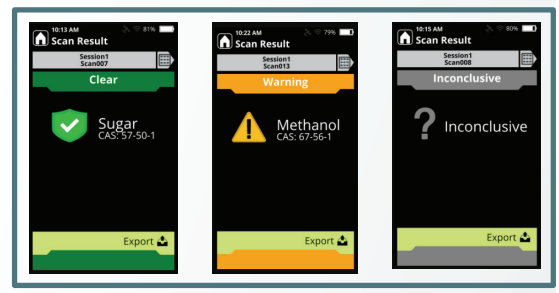 10:13 AM 81%
Scan Result
Session1
Scan007
Clear
Sugar
CAS: 57-50-1
Export
10:22 AM 79%
Scan Result
Session1
Scan013
Warning
Methanol
CAS: 67-56-1
Export
10:15 AM 80%
Scan Result
Session1
Scan008
Inconclusive
? Inconclusive
Export